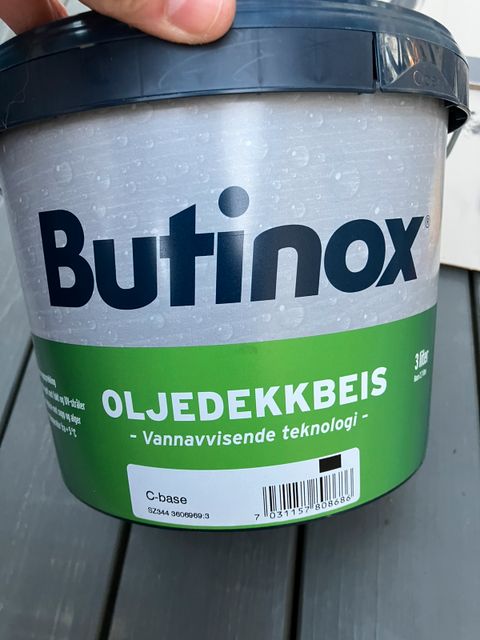 Butinox®
3 liter
OLJEDEKKBEIS
- Vannavvisende teknologi -
C-base
SZ344 3606969:3
7 031157 808686